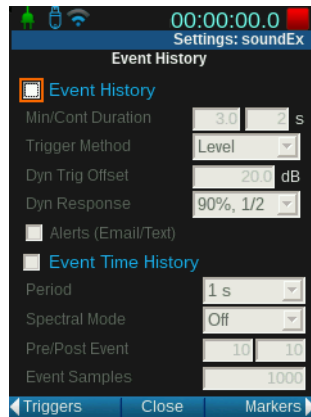 00:00:00.0
Settings: soundEx
Event History
Event History
Min/Cont Duration 3.0 2 s
Trigger Method Level
Dyn Trig Offset 20.0 dB
Dyn Response 90%, 1/2
Alerts (Email/Text)
Event Time History
Period 1 s
Spectral Mode Off
Pre/Post Event 10 10
Event Samples 1000
Triggers Close Markers